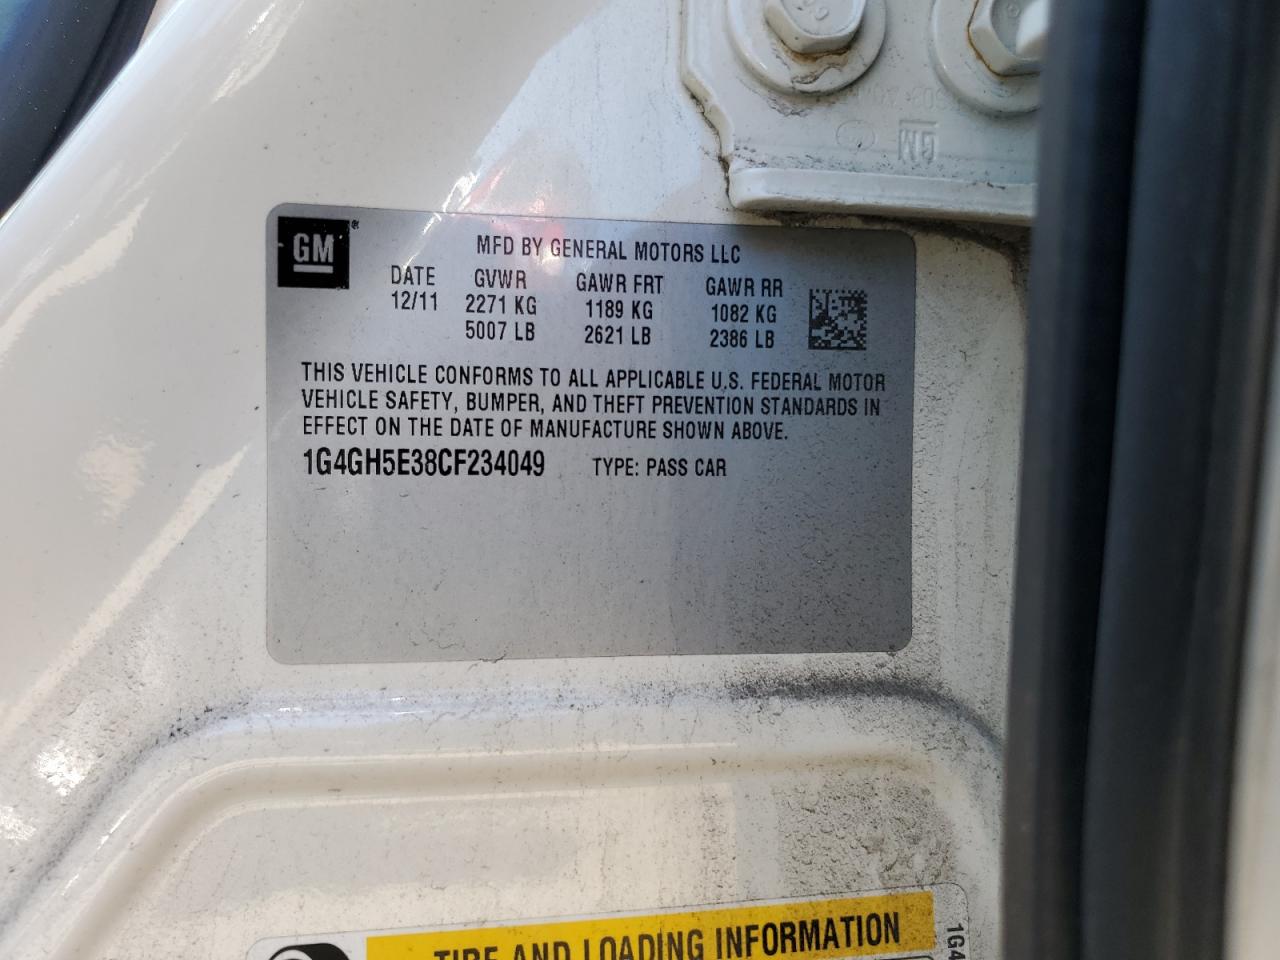 GM
GM®
MFD BY GENERAL MOTORS LLC
DATE GVWR GAWR FRT GAWR RR
12/11 2271 KG 1189 KG 1082 KG
5007 LB 2621 LB 2386 LB
THIS VEHICLE CONFORMS TO ALL APPLICABLE U.S. FEDERAL MOTOR
VEHICLE SAFETY, BUMPER, AND THEFT PREVENTION STANDARDS IN
EFFECT ON THE DATE OF MANUFACTURE SHOWN ABOVE.
1G4GH5E38CF234049 TYPE: PASS CAR
TIRE AND LOADING INFORMATION
1G4